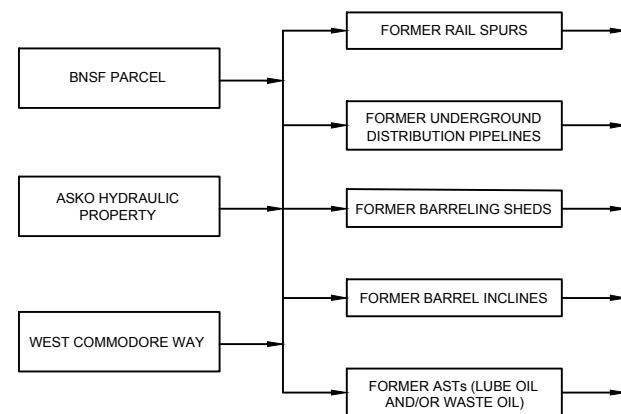 FORMER RAIL SPURS
BNSF PARCEL
FORMER UNDERGROUND
DISTRIBUTION PIPELINES
ASKO HYDRAULIC
PROPERTY
FORMER BARRELING SHEDS
FORMER BARREL INCLINES
WEST COMMODORE WAY
FORMER ASTs (LUBE OIL
AND/OR WASTE OIL)